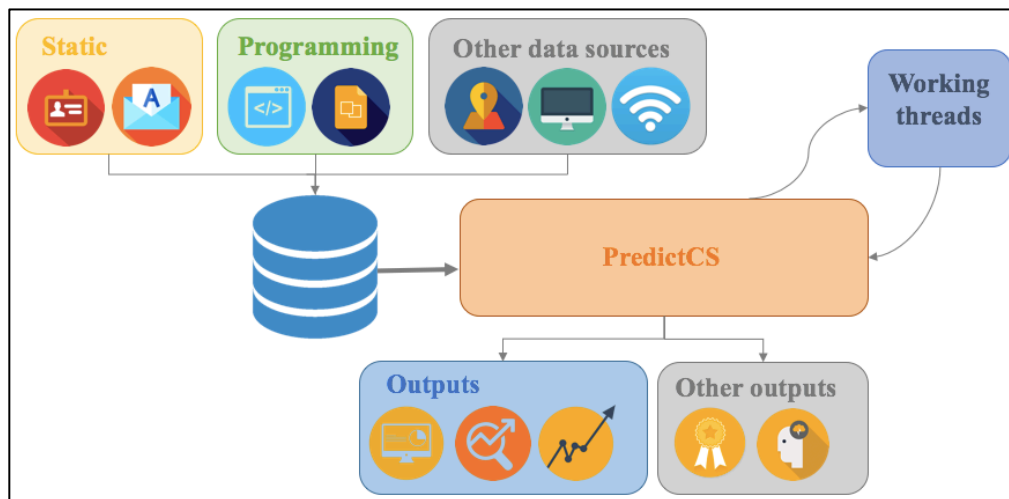 Static
Programming
Other data sources
A
</>
Working
threads
PredictCS
Outputs
Other outputs